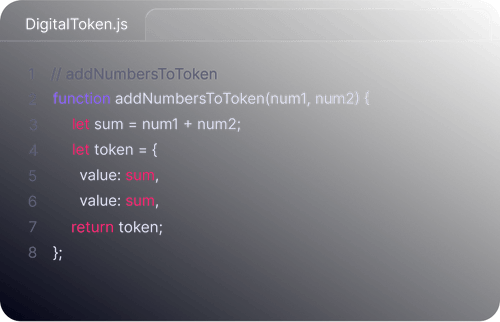 DigitalToken.js
1 // addNumbersToToken
2 function addNumbersToToken(num1, num2) {
3 let sum = num1 + num2;
4 let token = {
5 value: sum,
6 value: sum,
7 return token;
8 };